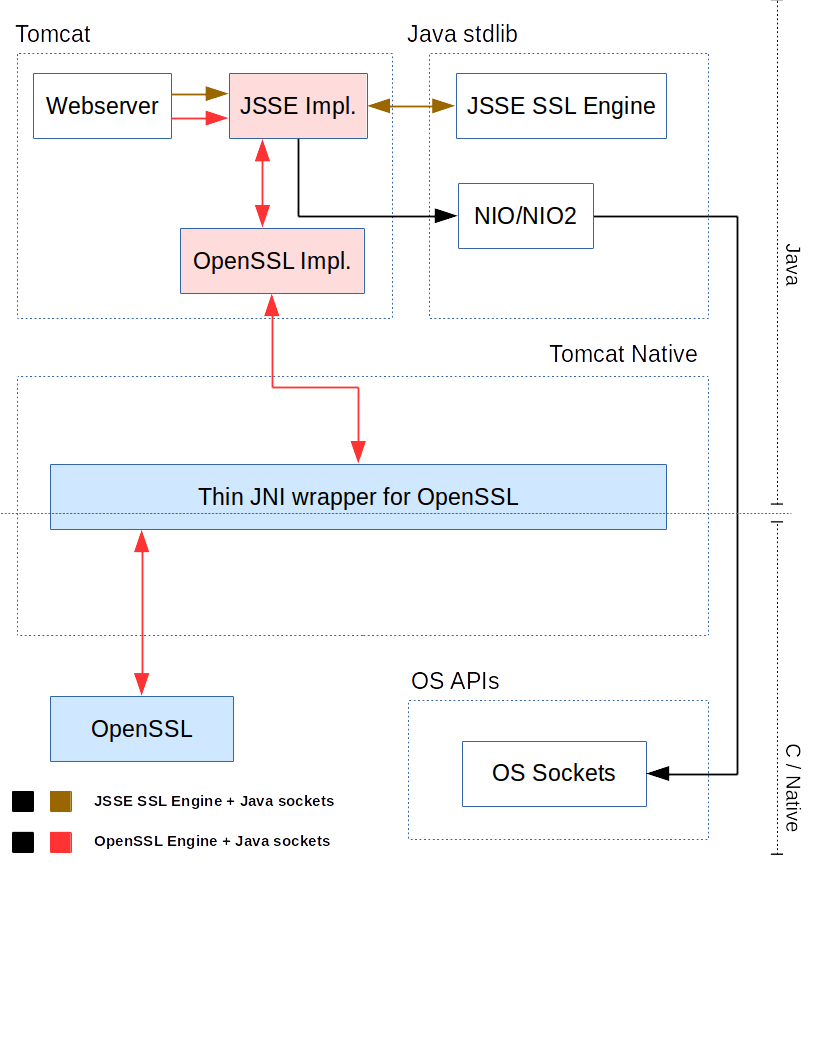 Tomcat
Java stdlib
Webserver
JSSE Impl.
JSSE SSL Engine
NIO/NIO2
OpenSSL Impl.
Java
Tomcat Native
Thin JNI wrapper for OpenSSL
OS APIs
OpenSSL
OS Sockets
C / Native
JSSE SSL Engine + Java sockets
OpenSSL Engine + Java sockets